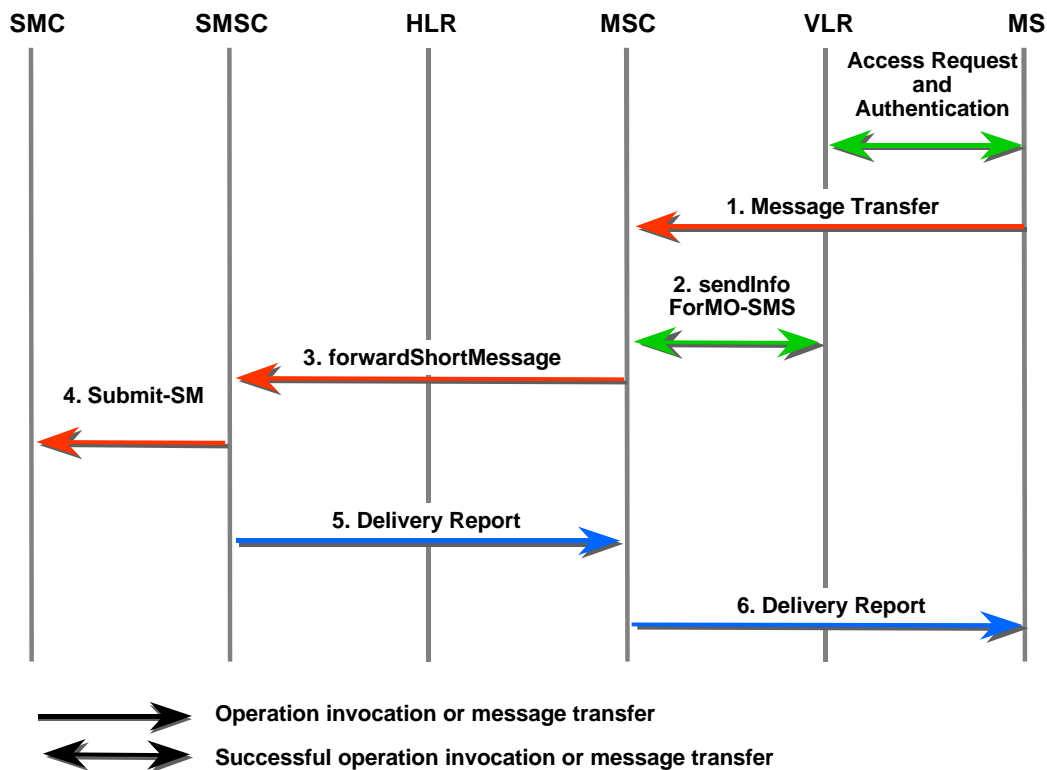 SMC SMSC HLR MSC VLR MS
Access Request
and
Authentication
1. Message Transfer
2. sendInfo
ForMO-SMS
3. forwardShortMessage
4. Submit-SM
5. Delivery Report
6. Delivery Report
Operation invocation or message transfer
Successful operation invocation or message transfer